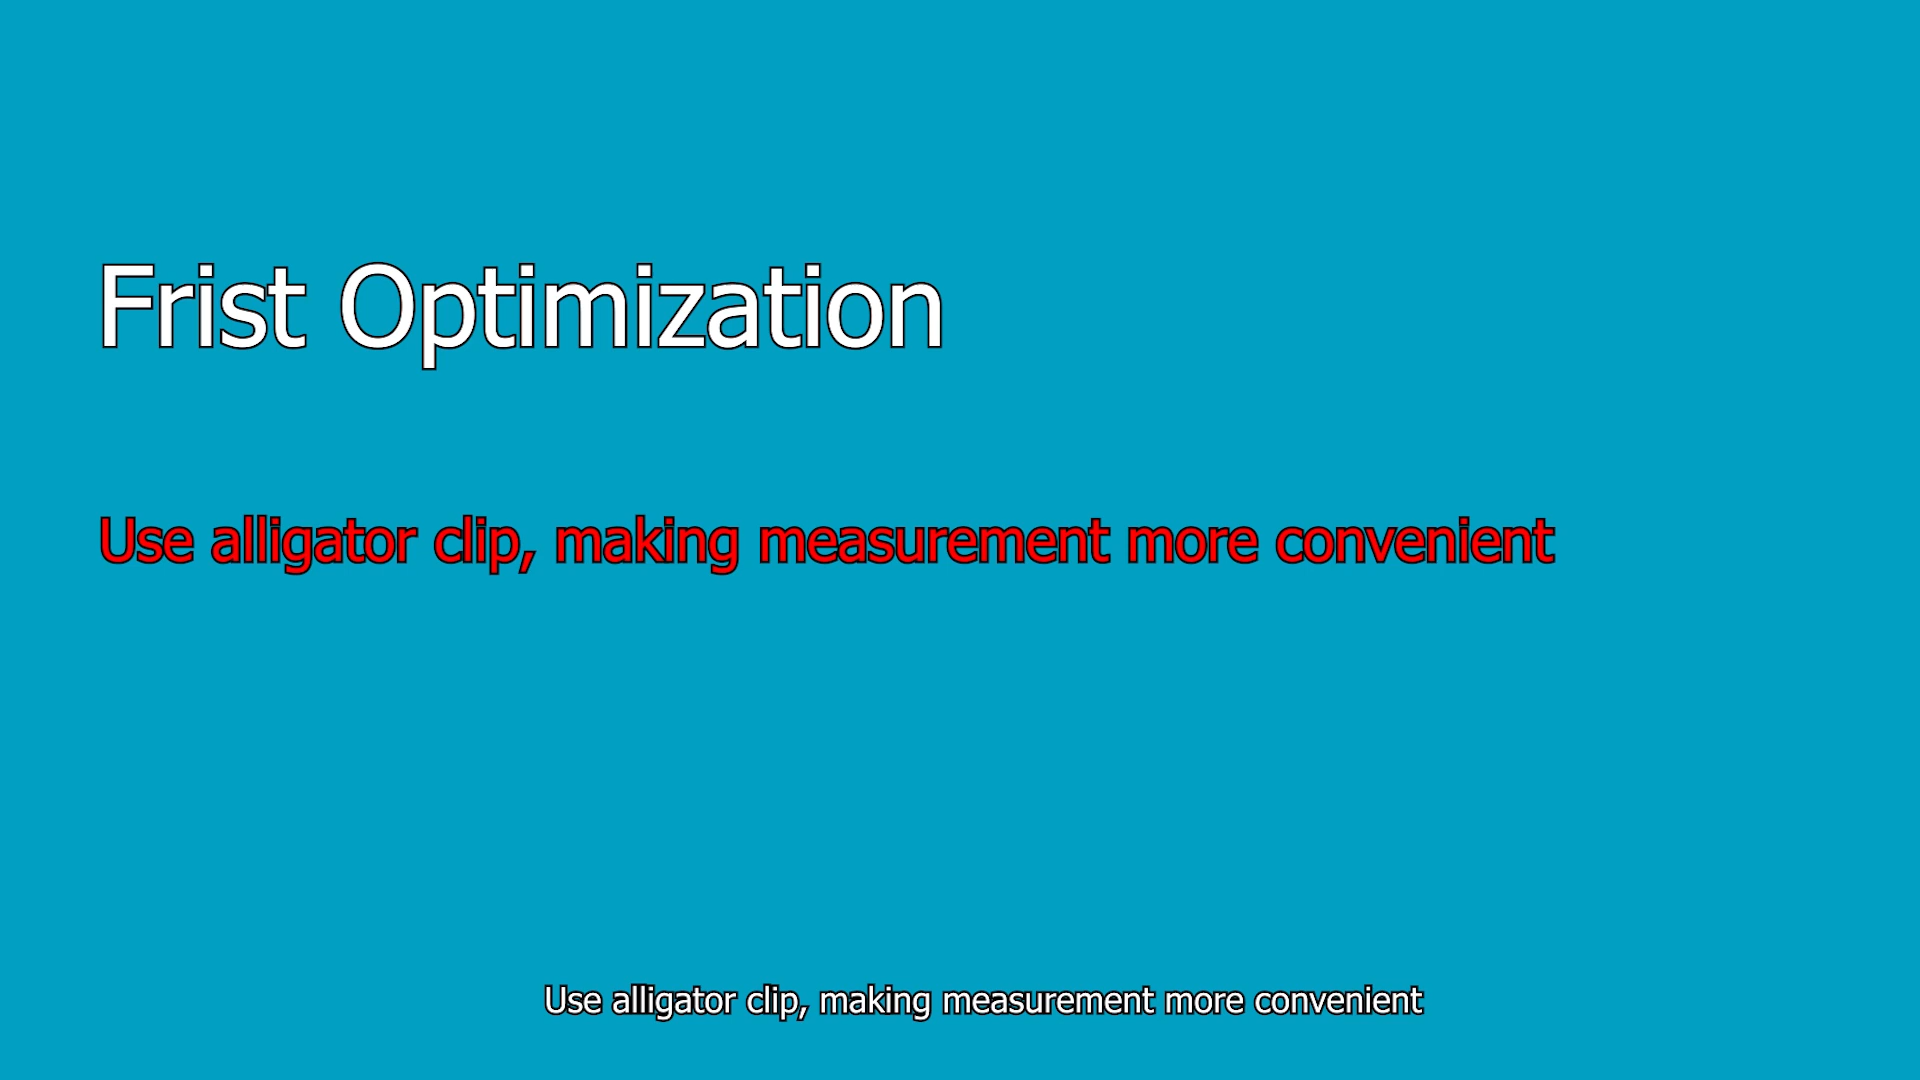 Frist Optimization
Use alligator clip, making measurement more convenient
Use alligator clip, making measurement more convenient